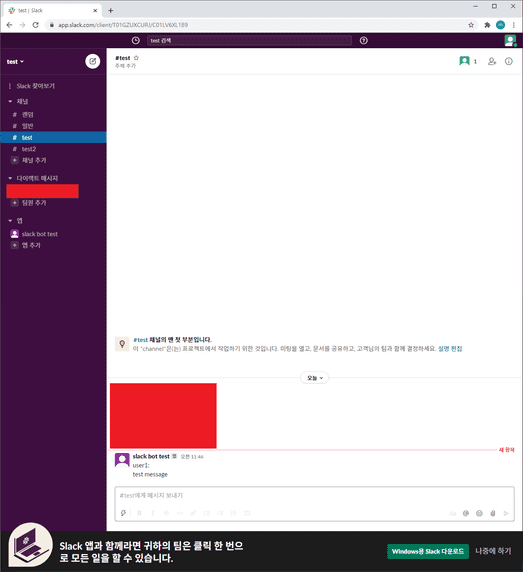 test | Slack
app.slack.com/client/T01GZUXCURJ/C01LV6XL1B9
test 검색
test
#test
주제 추가
1
Slack 찾아보기
채널
# 랜덤
# 일반
# test
# test2
+ 채널 추가
다이렉트 메시지
+ 팀원 추가
앱
slack bot test
+ 앱 추가
#test 채널의 맨 첫 부분입니다.
이 "channel"은(는) 프로젝트에서 작업하기 위한 것입니다. 미팅을 열고, 문서를 공유하고, 고객님의 팀과 함께 결정하세요. 설명 편집
오늘
새 항목
slack bot test 앱 오전 11:46
user1:
test message
#test에게 메시지 보내기
Slack 앱과 함께라면 귀하의 팀은 클릭 한 번으
로 모든 일을 할 수 있습니다.
Windows용 Slack 다운로드
나중에 하기